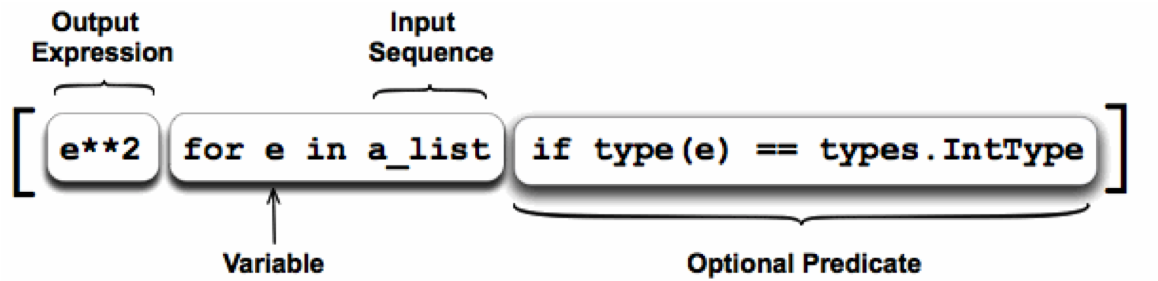 Output Expression
Input Sequence
[ e**2 for e in a_list if type(e) == types.IntType ]
Variable
Optional Predicate